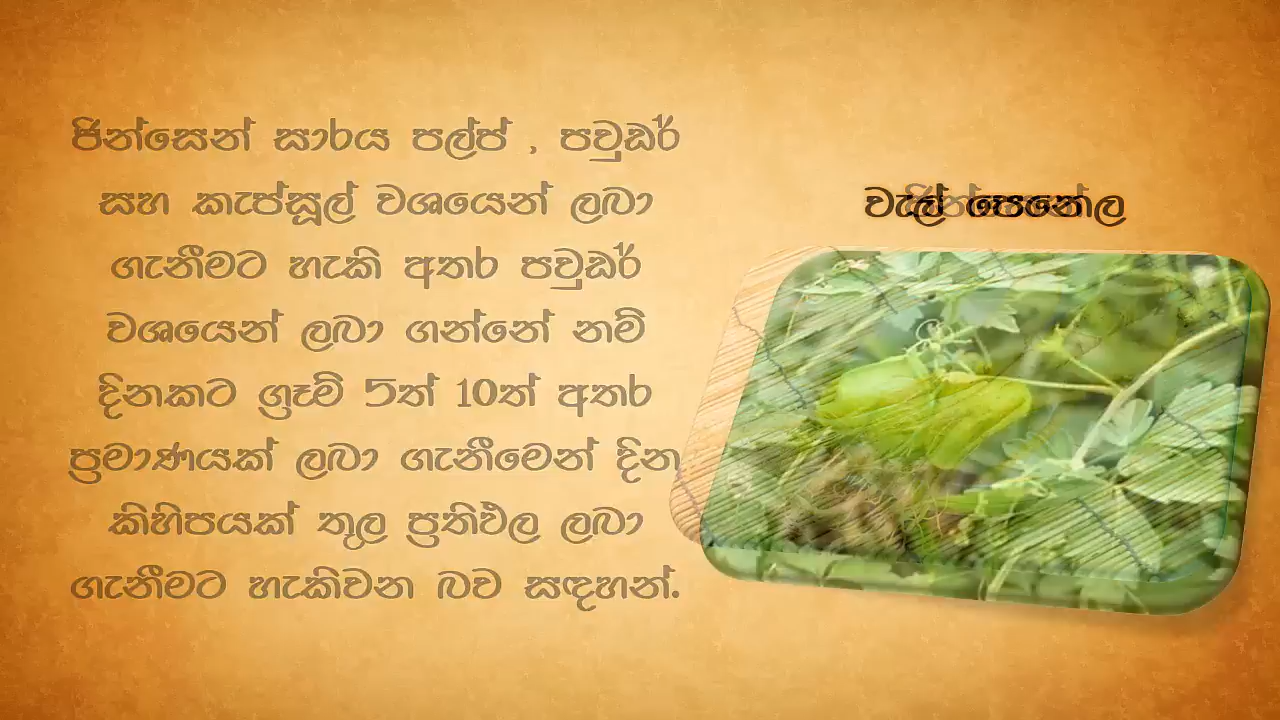 ජින්සෙන් සාරය පල්ප් , පවුඩර්
සහ කැප්සූල් වශයෙන් ලබා
ගැනීමට හැකි අතර පවුඩර්
වශයෙන් ලබා ගන්නේ නම්
දිනකට ග්‍රෑම් 5ත් 10ත් අතර
ප්‍රමාණයක් ලබා ගැනීමෙන් දින
කිහිපයක් තුල ප්‍රතිඵල ලබා
ගැනීමට හැකිවන බව සඳහන්.
වැල් පෙනේල